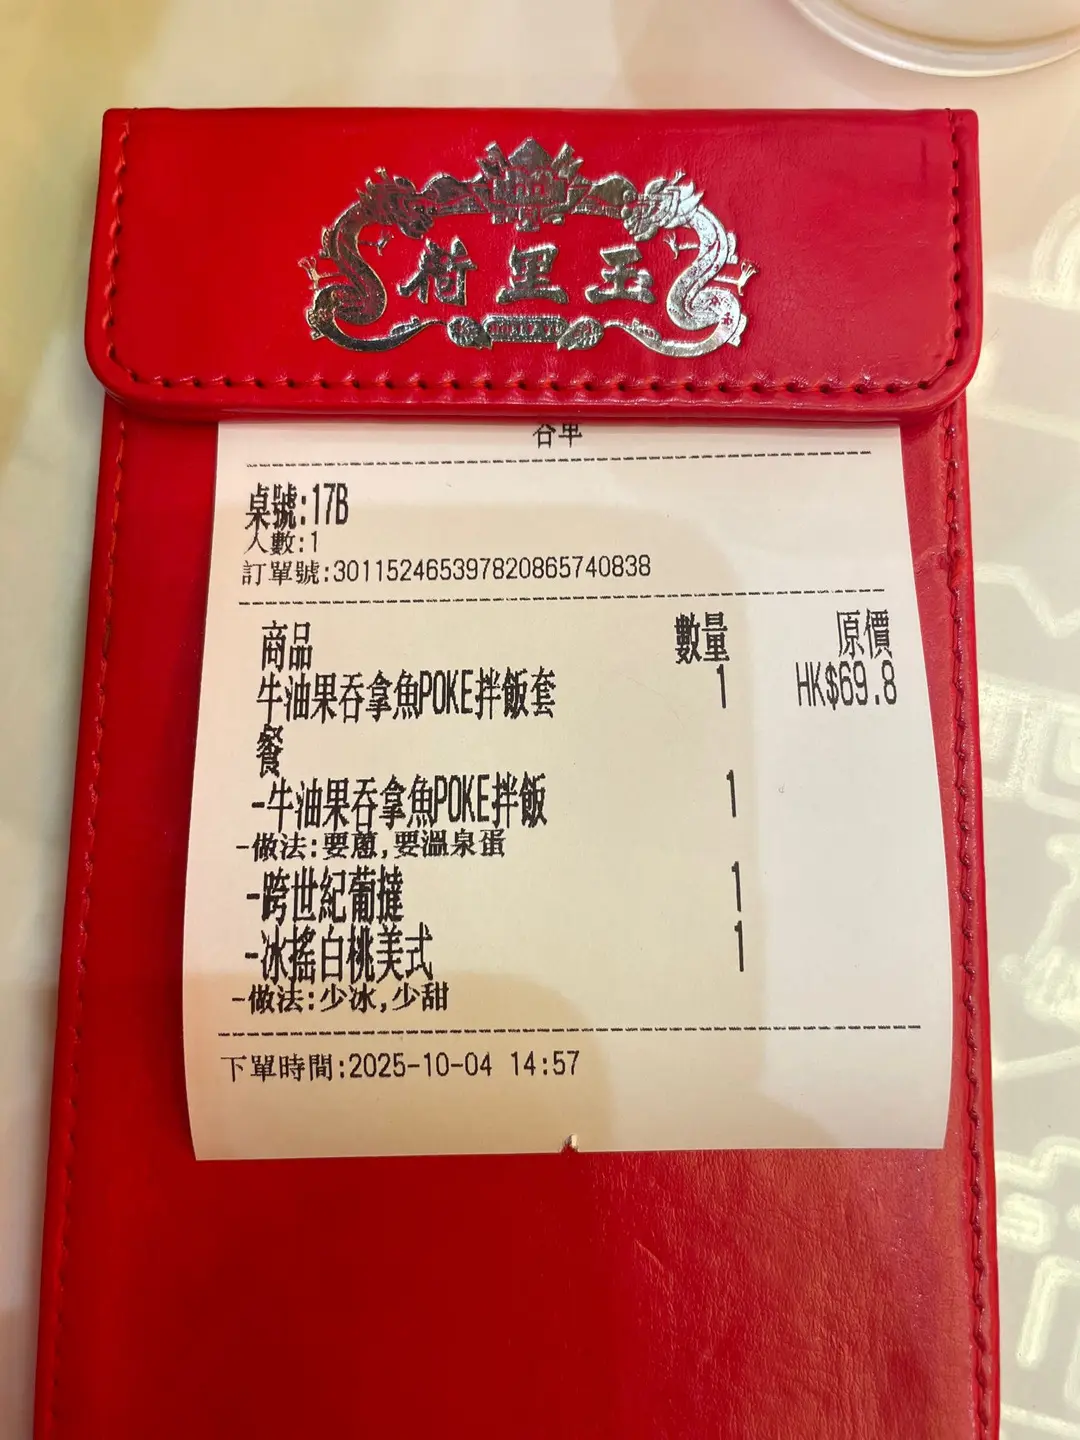 荷里玉
客單
桌號:17B
人數:1
訂單號:301152465397820865740838
商品 數量 原價
牛油果吞拿魚POKE拌飯套 1 HK$69.8
餐
-牛油果吞拿魚POKE拌飯 1
-做法:要蔥,要溫泉蛋
-跨世紀葡撻 1
-冰搖白桃美式 1
-做法:少冰,少甜
下單時間:2025-10-04 14:57